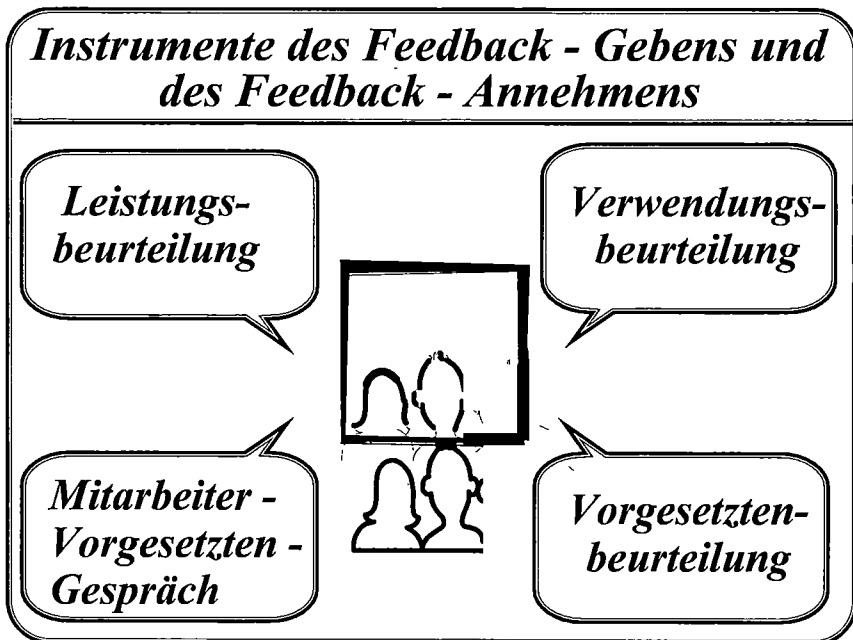 Instrumente des Feedback - Gebens und
des Feedback - Annehmens
Leistungs-
beurteilung
Verwendungs-
beurteilung
Mitarbeiter -
Vorgesetzten -
Gespräch
Vorgesetzten-
beurteilung